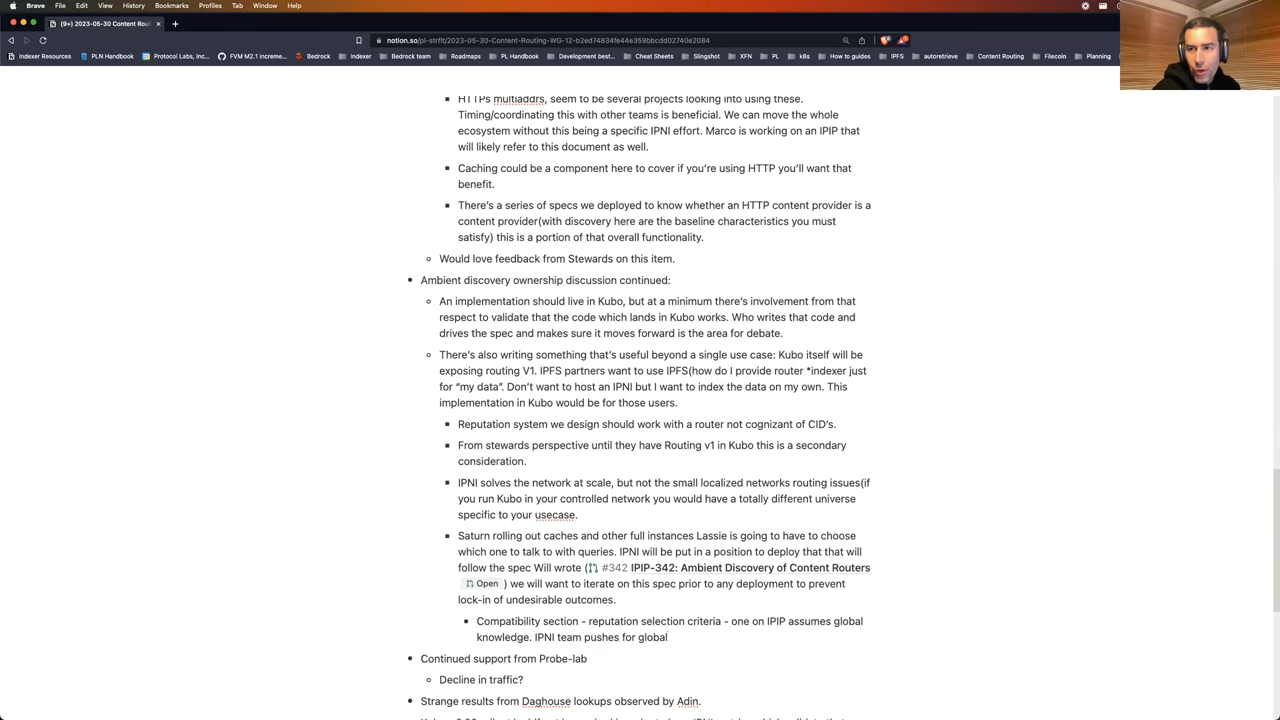 Brave File Edit View History Bookmarks Profiles Tab Window Help
(9+) 2023-05-30 Content Rou
notion.so/pl-strflt/2023-05-30-Content-Routing-WG-12-b2ed74834fe44e359bbcdd02740e2084
Indexer Resources PLN Handbook Protocol Labs, Inc... FVM M2.1 increme... Bedrock Indexer Bedrock team Roadmaps PL Handbook Development best... Cheat Sheets Slingshot XFN PL k8s How to guides IPFS autoretrieve Content Routing Filecoin Planning
HTTPs multiaddrs, seem to be several projects looking into using these.
Timing/coordinating this with other teams is beneficial. We can move the whole
ecosystem without this being a specific IPNI effort. Marco is working on an IPIP that
will likely refer to this document as well.
Caching could be a component here to cover if you're using HTTP you'll want that
benefit.
There's a series of specs we deployed to know whether an HTTP content provider is a
content provider(with discovery here are the baseline characteristics you must
satisfy) this is a portion of that overall functionality.
Would love feedback from Stewards on this item.
Ambient discovery ownership discussion continued:
An implementation should live in Kubo, but at a minimum there's involvement from that
respect to validate that the code which lands in Kubo works. Who writes that code and
drives the spec and makes sure it moves forward is the area for debate.
There's also writing something that's useful beyond a single use case: Kubo itself will be
exposing routing V1. IPFS partners want to use IPFS(how do I provide router *indexer just
for “my data”. Don't want to host an IPNI but I want to index the data on my own. This
implementation in Kubo would be for those users.
Reputation system we design should work with a router not cognizant of CID's.
From stewards perspective until they have Routing v1 in Kubo this is a secondary
consideration.
IPNI solves the network at scale, but not the small localized networks routing issues(if
you run Kubo in your controlled network you would have a totally different universe
specific to your usecase.
Saturn rolling out caches and other full instances Lassie is going to have to choose
which one to talk to with queries. IPNI will be put in a position to deploy that that will
follow the spec Will wrote ( #342 IPIP-342: Ambient Discovery of Content Routers
Open ) we will want to iterate on this spec prior to any deployment to prevent
lock-in of undesirable outcomes.
Compatibility section - reputation selection criteria - one on IPIP assumes global
knowledge. IPNI team pushes for global
Continued support from Probe-lab
Decline in traffic?
Strange results from Daghouse lookups observed by Adin.